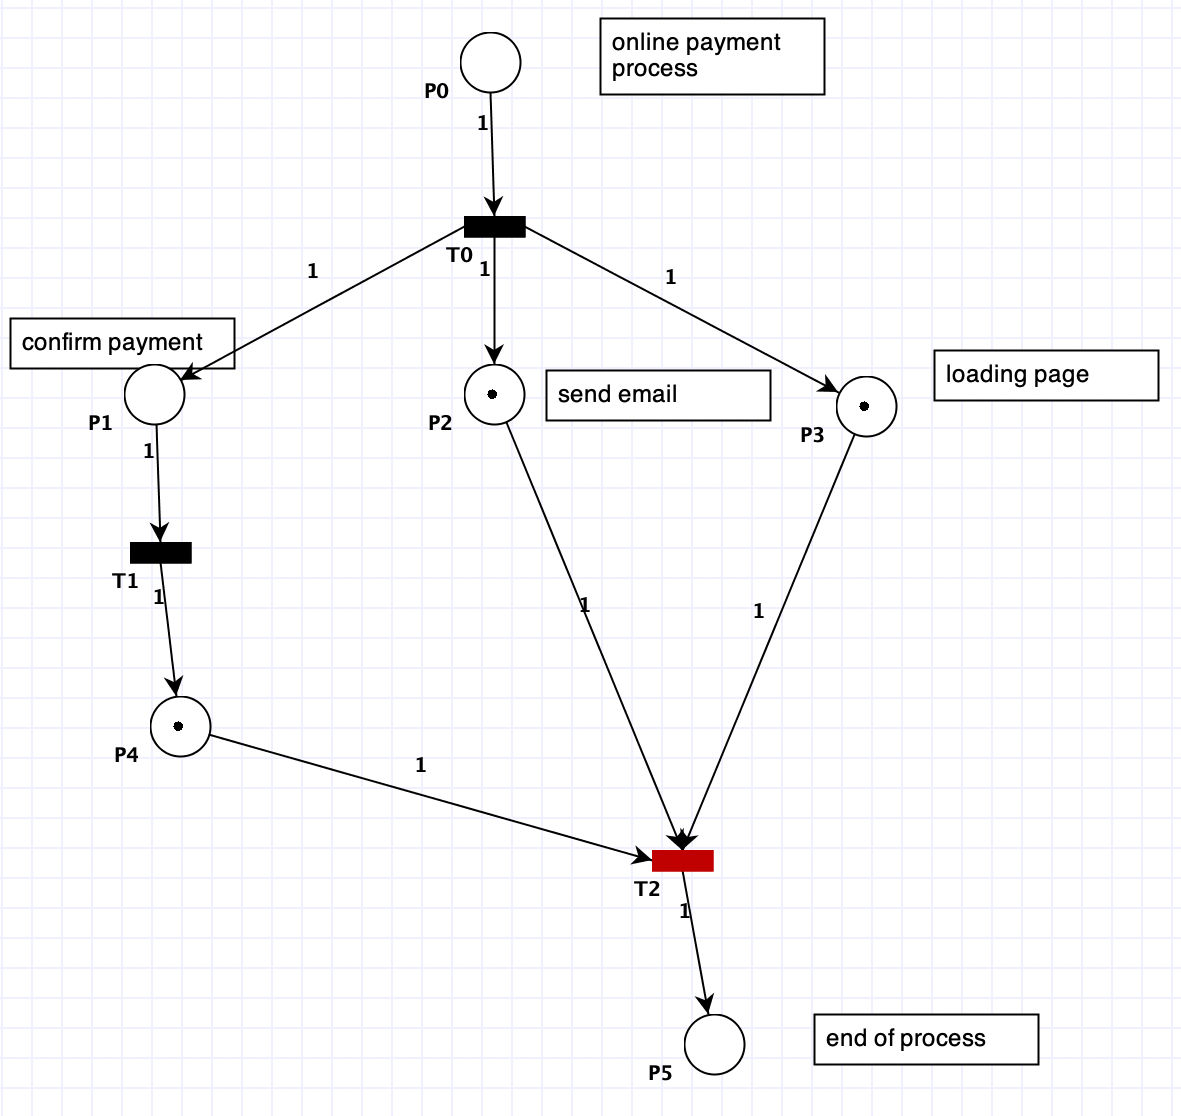 online payment
process
P0
1
T0
1
1
1
confirm payment
send email
loading page
P1
P2
P3
1
T1
1
1
1
P4
1
T2
1
end of process
P5